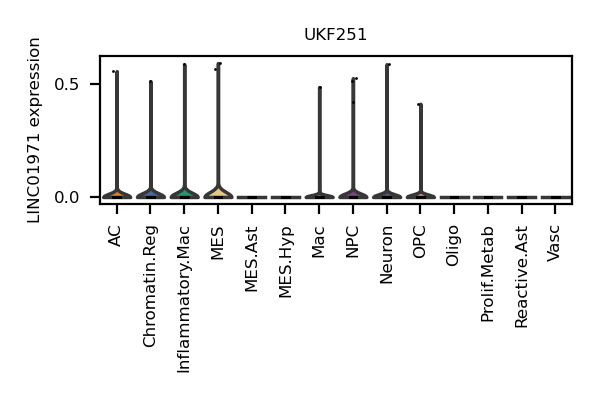 UKF251
LINC01971 expression
0.5
0.0
AC
Chromatin.Reg
Inflammatory.Mac
MES
MES.Ast
MES.Hyp
Mac
NPC
Neuron
OPC
Oligo
Prolif.Metab
Reactive.Ast
Vasc